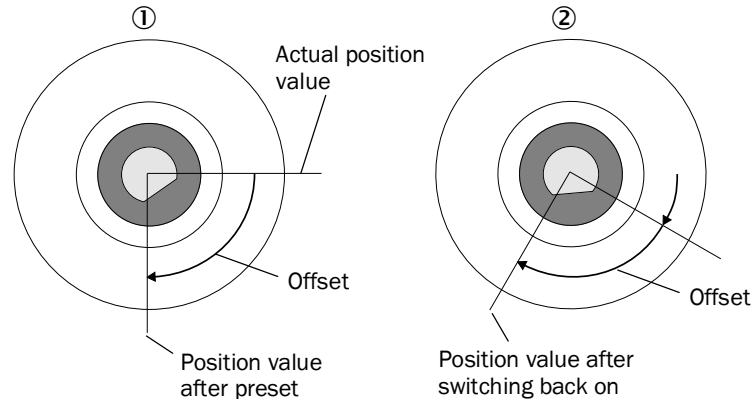 ①
②
Actual position
value
Offset
Offset
Position value
after preset
Position value after
switching back on